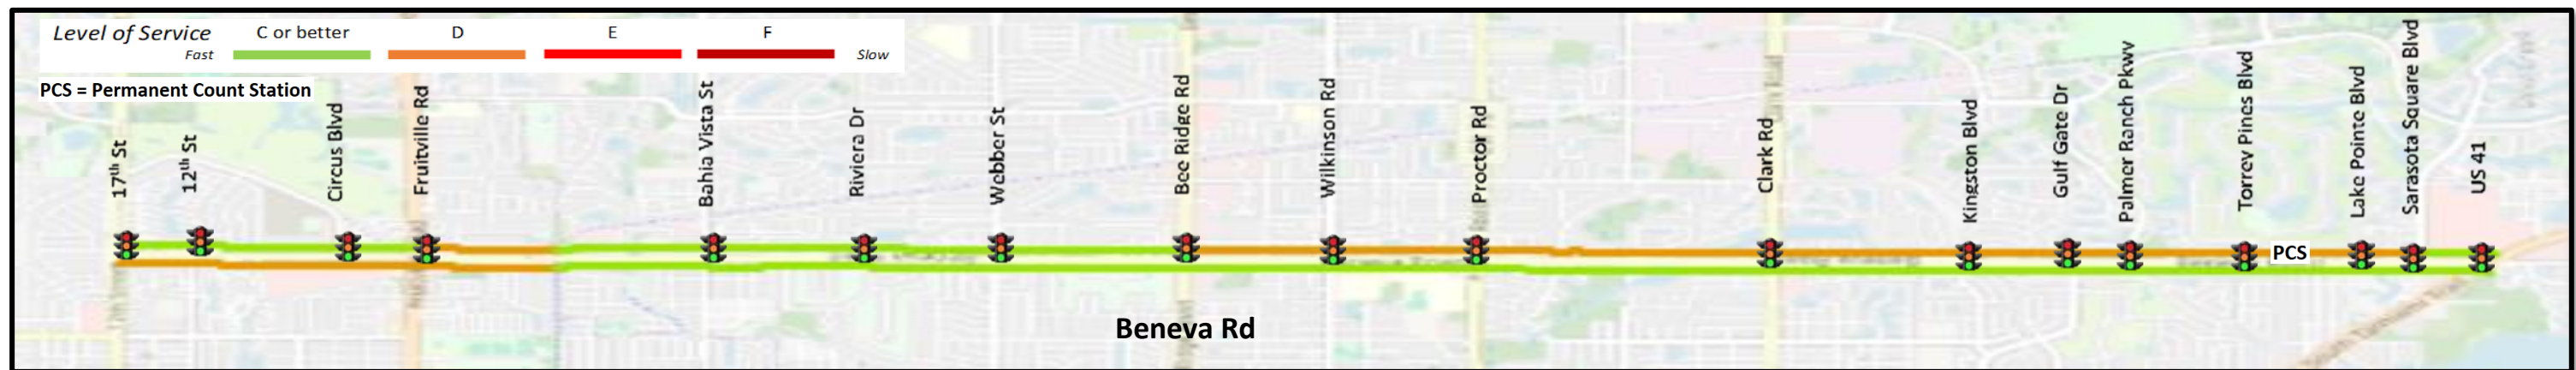 Level of Service
C or better
D
E
F
Fast
Slow
PCS = Permanent Count Station
17th St
12th St
Circus Blvd
Fruitville Rd
Bahia Vista St
Riviera Dr
Webber St
Bee Ridge Rd
Wilkinson Rd
Proctor Rd
Clark Rd
Kingston Blvd
Gulf Gate Dr
Palmer Ranch Pkwy
Torrey Pines Blvd
Lake Pointe Blvd
Sarasota Square Blvd
US 41
PCS
Beneva Rd